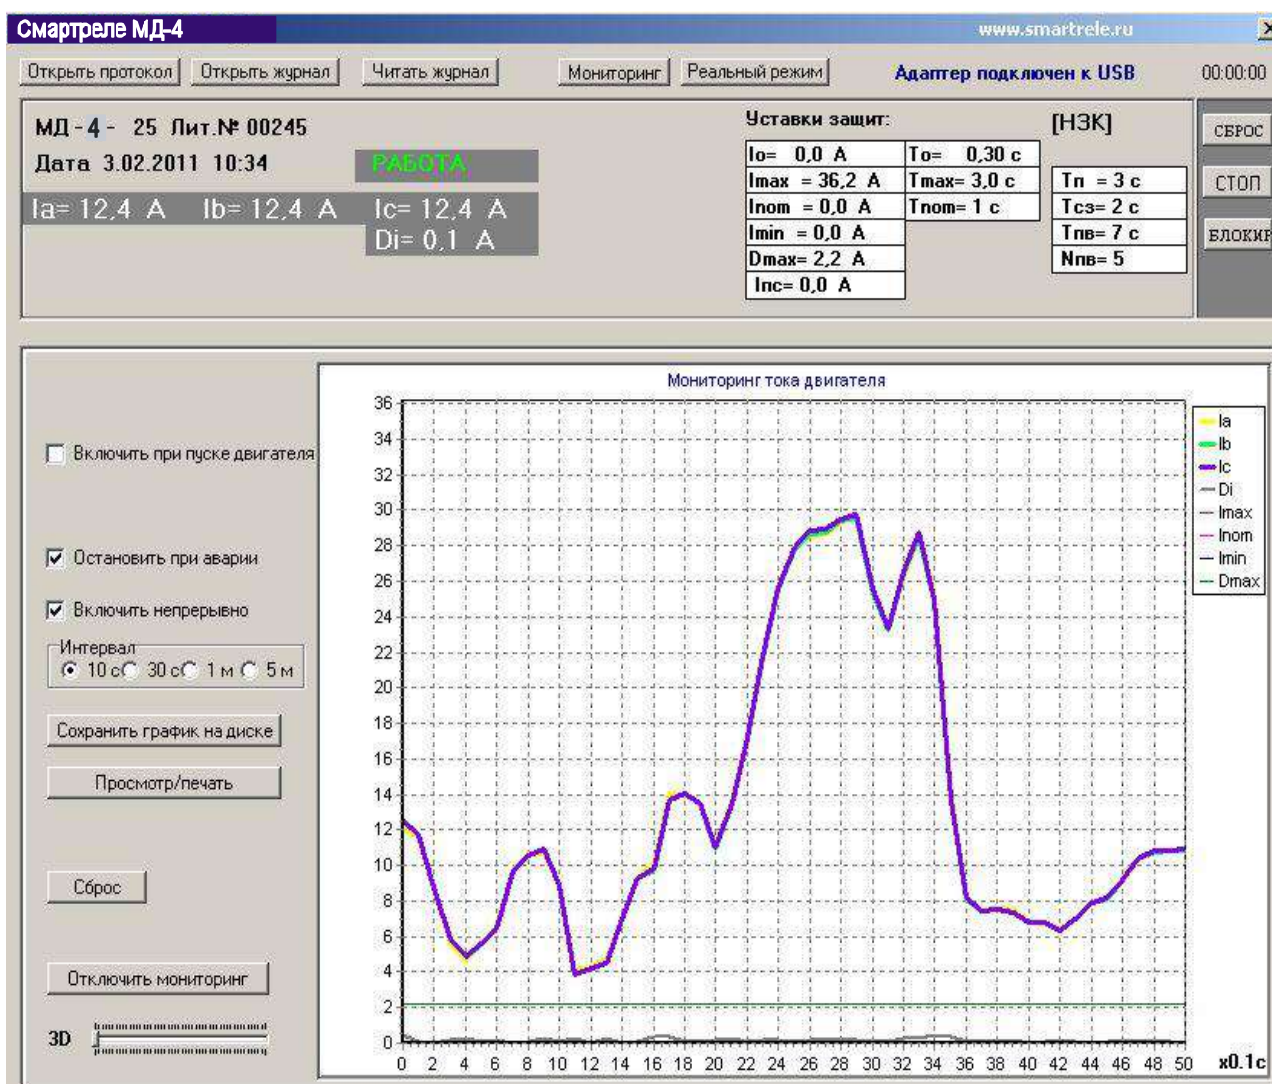 Смартреле МД-4 www.smartrele.ru
Открыть протокол Открыть журнал Читать журнал Мониторинг Реальный режим Адаптер подключен к USB 00:00:00
МД - 4 - 25 Лит.№ 00245 Уставки защит: [НЗК] СБРОС
Дата 3.02.2011 10:34 РАБОТА Io= 0,0 А To= 0,30 с
Imax = 36,2 А Tmax= 3,0 с Тп = 3 с СТОП
Ia= 12,4 А Ib= 12,4 А Ic= 12,4 А Inom = 0,0 А Tnom= 1 с Тсз= 2 с
Di= 0,1 А Imin = 0,0 А Тпв= 7 с БЛОКИР
Dmax= 2,2 А Nпв= 5
Iпс= 0,0 А
Мониторинг тока двигателя
Включить при пуске двигателя
Остановить при аварии
Включить непрерывно
Интервал
10 с 30 с 1 м 5 м
Сохранить график на диске
Просмотр/печать
Сброс
Отключить мониторинг
3D
36
34
32
30
28
26
24
22
20
18
16
14
12
10
8
6
4
2
0
0 2 4 6 8 10 12 14 16 18 20 22 24 26 28 30 32 34 36 38 40 42 44 46 48 50 x0.1с
Ia
Ib
Ic
Di
Imax
Inom
Imin
Dmax